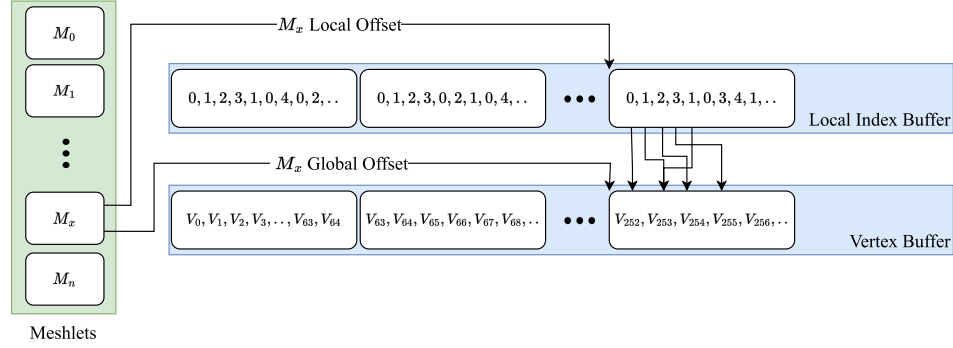 M₀
M₁
Mₓ
Mₙ
Meshlets
Mₓ Local Offset
0, 1, 2, 3, 1, 0, 4, 0, 2, . .
0, 1, 2, 3, 0, 2, 1, 0, 4, . .
0, 1, 2, 3, 1, 0, 3, 4, 1, . .
Local Index Buffer
Mₓ Global Offset
V₀, V₁, V₂, V₃, . . , V₆₃, V₆₄
V₆₃, V₆₄, V₆₅, V₆₆, V₆₇, V₆₈, . .
V₂₅₂, V₂₅₃, V₂₅₄, V₂₅₅, V₂₅₆, . .
Vertex Buffer